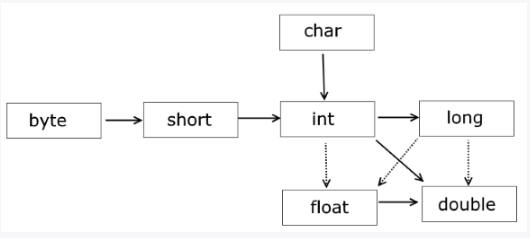 char
byte
short
int
long
float
double